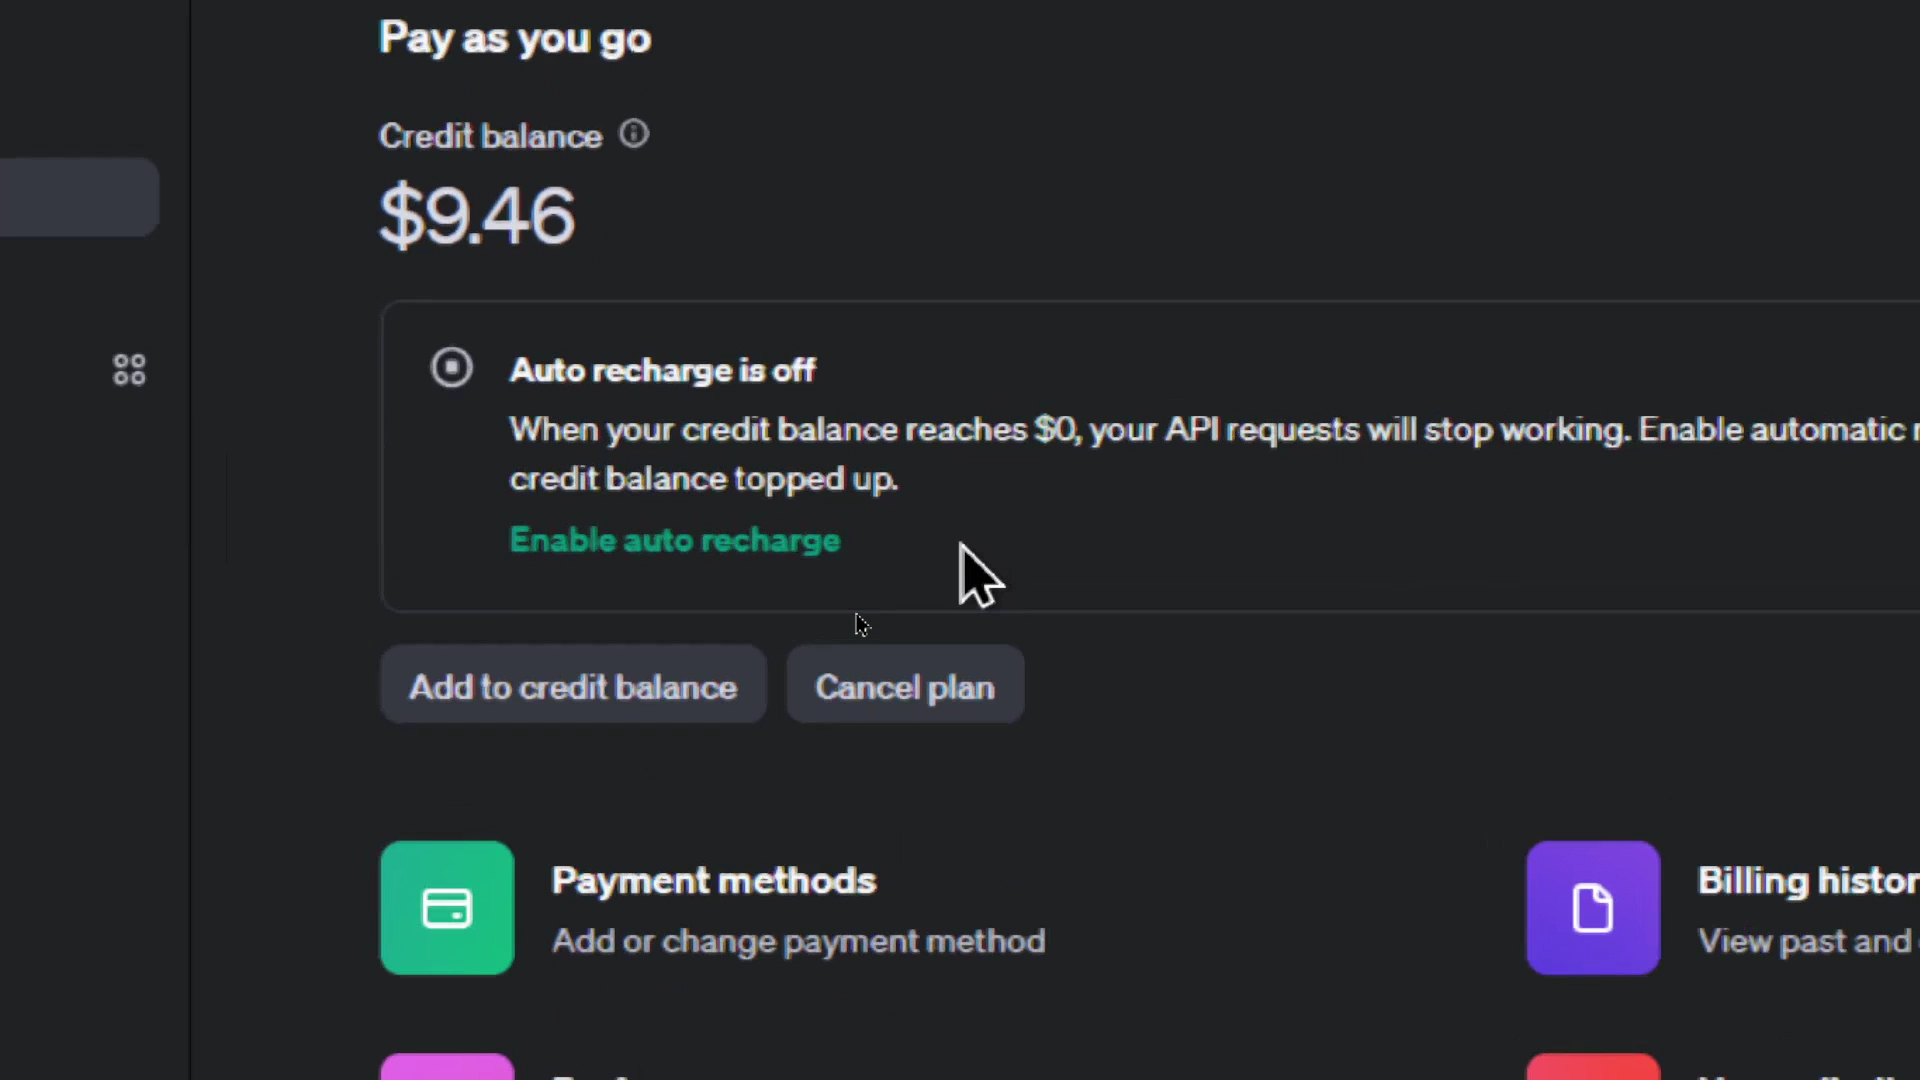 Pay as you go
Credit balance
$9.46
Auto recharge is off
When your credit balance reaches $0, your API requests will stop working. Enable automatic
credit balance topped up.
Enable auto recharge
Add to credit balance
Cancel plan
Payment methods
Add or change payment method
Billing histor
View past and